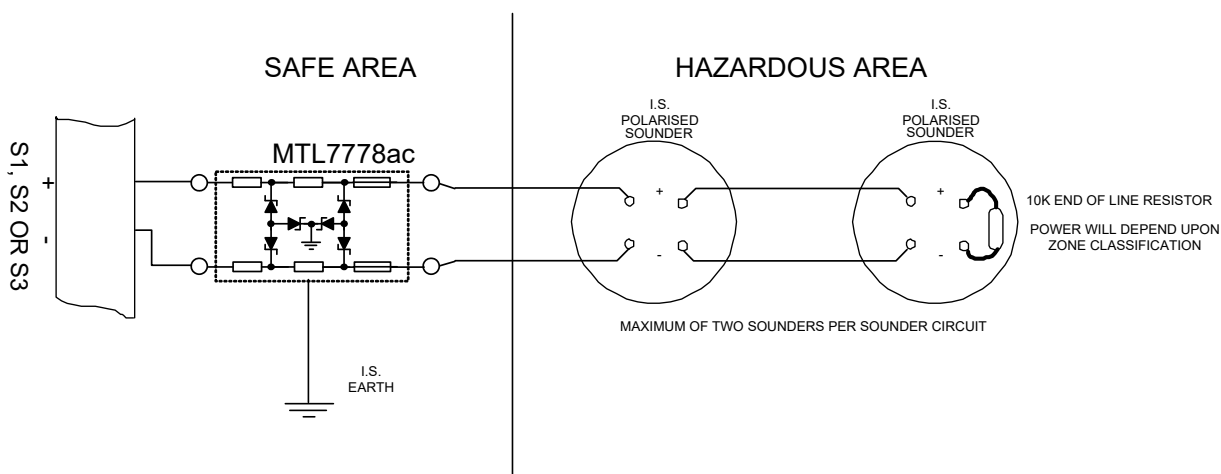 SAFE AREA
HAZARDOUS AREA
I.S.
POLARISED
SOUNDER
I.S.
POLARISED
SOUNDER
MTL7778ac
S1, S2 OR S3
+
-
+
-
+
-
10K END OF LINE RESISTOR
POWER WILL DEPEND UPON
ZONE CLASSIFICATION
MAXIMUM OF TWO SOUNDERS PER SOUNDER CIRCUIT
I.S.
EARTH